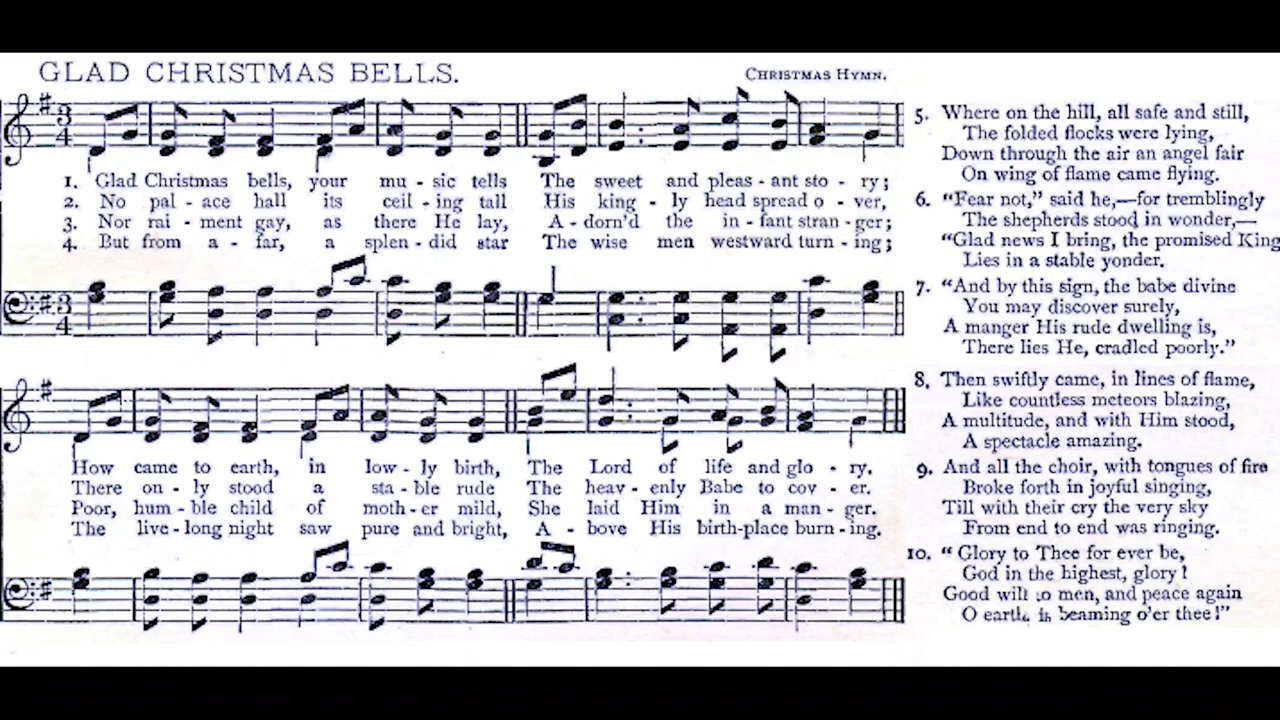 GLAD CHRISTMAS BELLS.
CHRISTMAS HYMN.
3
4
1. Glad Christmas bells, your mu - sic tells The sweet and pleas - ant sto - ry;
2. No pal - ace hall its ceil - ing tall His king - ly head spread o - ver,
3. Nor rai - ment gay, as there He lay, A - dorn'd the in - fant stran - ger;
4. But from a - far, a splen - did star The wise men westward turn - ing;
3
4
How came to earth, in low - ly birth, The Lord of life and glo - ry.
There on - ly stood a sta - ble rude The heav - enly Babe to cov - er.
Poor, hum - ble child of moth - er mild, She laid Him in a man - ger.
The live - long night saw pure and bright, A - bove His birth-place burn - ing.
5. Where on the hill, all safe and still,
The folded flocks were lying,
Down through the air an angel fair
On wing of flame came flying.
6. “Fear not,” said he,—for tremblingly
The shepherds stood in wonder,—
“Glad news I bring, the promised King
Lies in a stable yonder.
7. “And by this sign, the babe divine
You may discover surely,
A manger His rude dwelling is,
There lies He, cradled poorly.”
8. Then swiftly came, in lines of flame,
Like countless meteors blazing,
A multitude, and with Him stood,
A spectacle amazing.
9. And all the choir, with tongues of fire
Broke forth in joyful singing,
Till with their cry the very sky
From end to end was ringing.
10. “Glory to Thee for ever be,
God in the highest, glory!
Good will to men, and peace again
O earth is beaming o'er thee!”